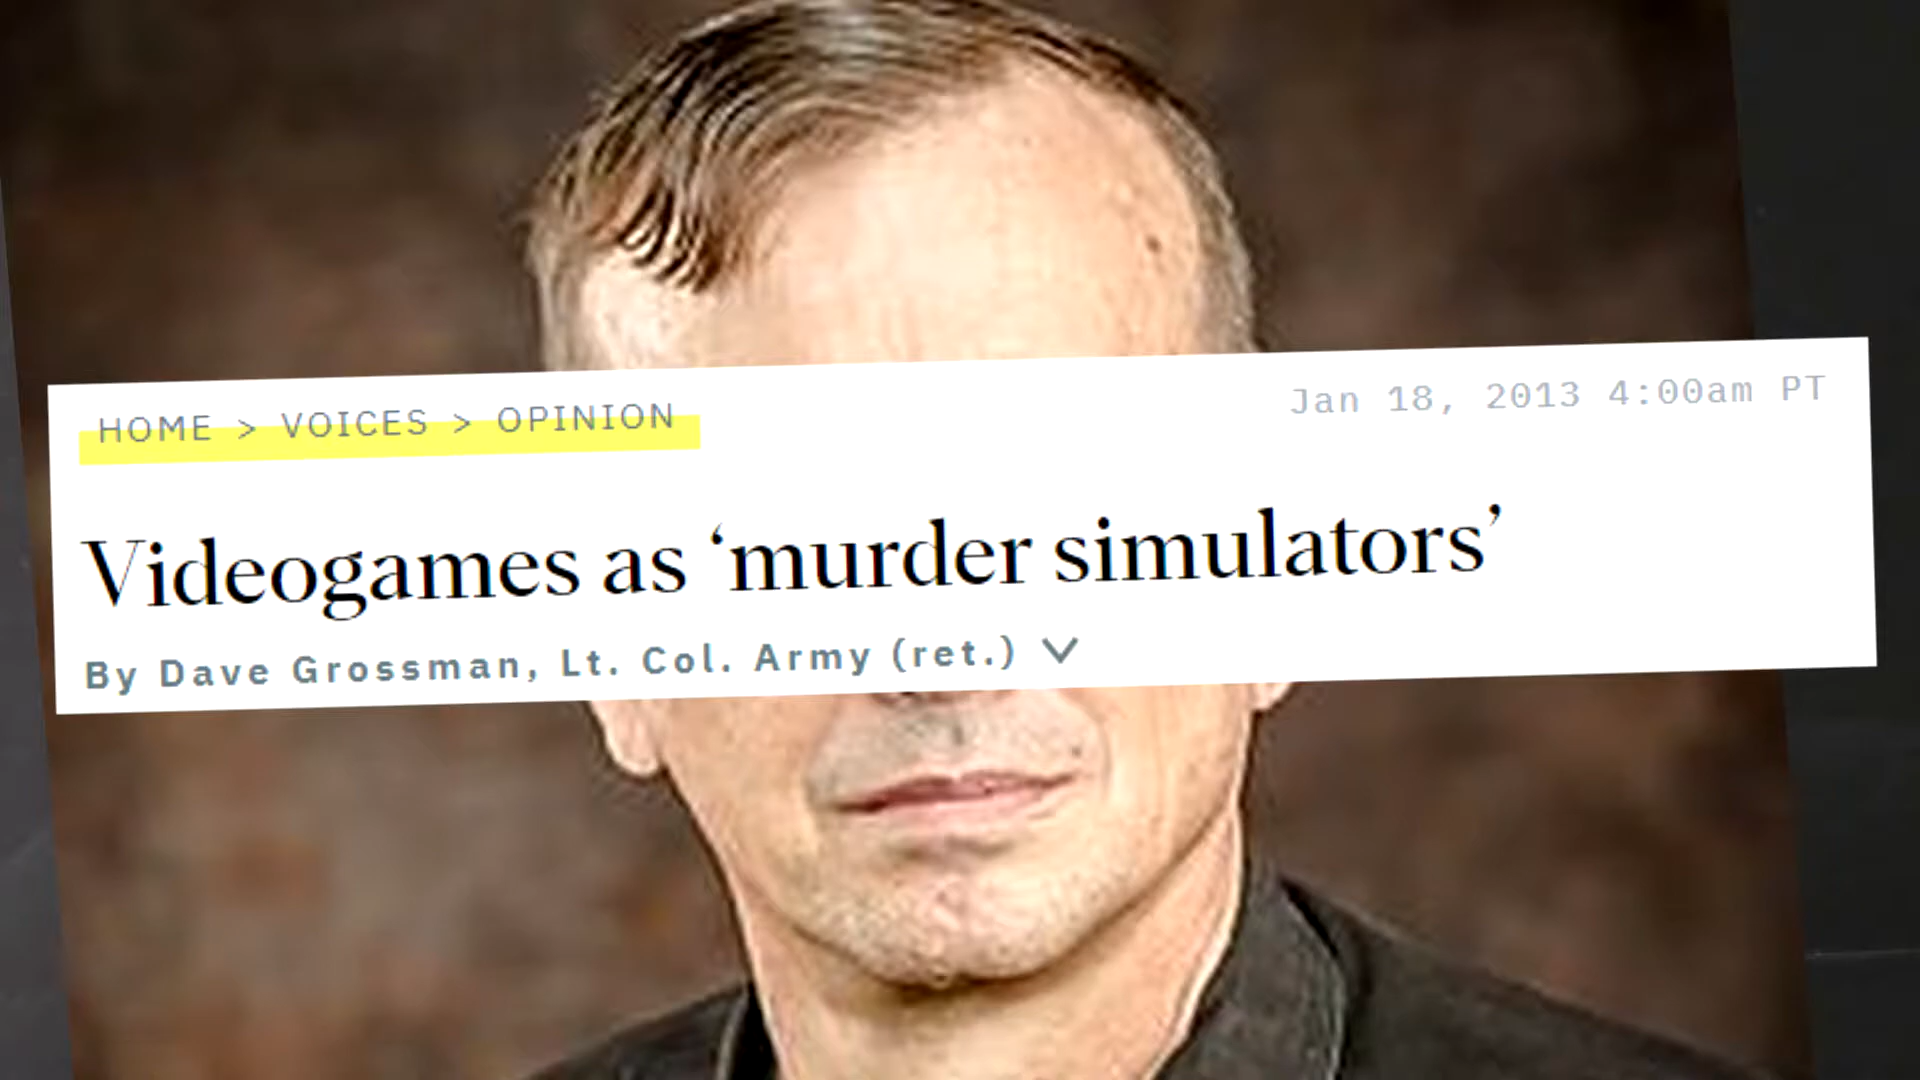 HOME > VOICES > OPINION
Jan 18, 2013 4:00am PT
Videogames as ‘murder simulators’
By Dave Grossman, Lt. Col. Army (ret.)